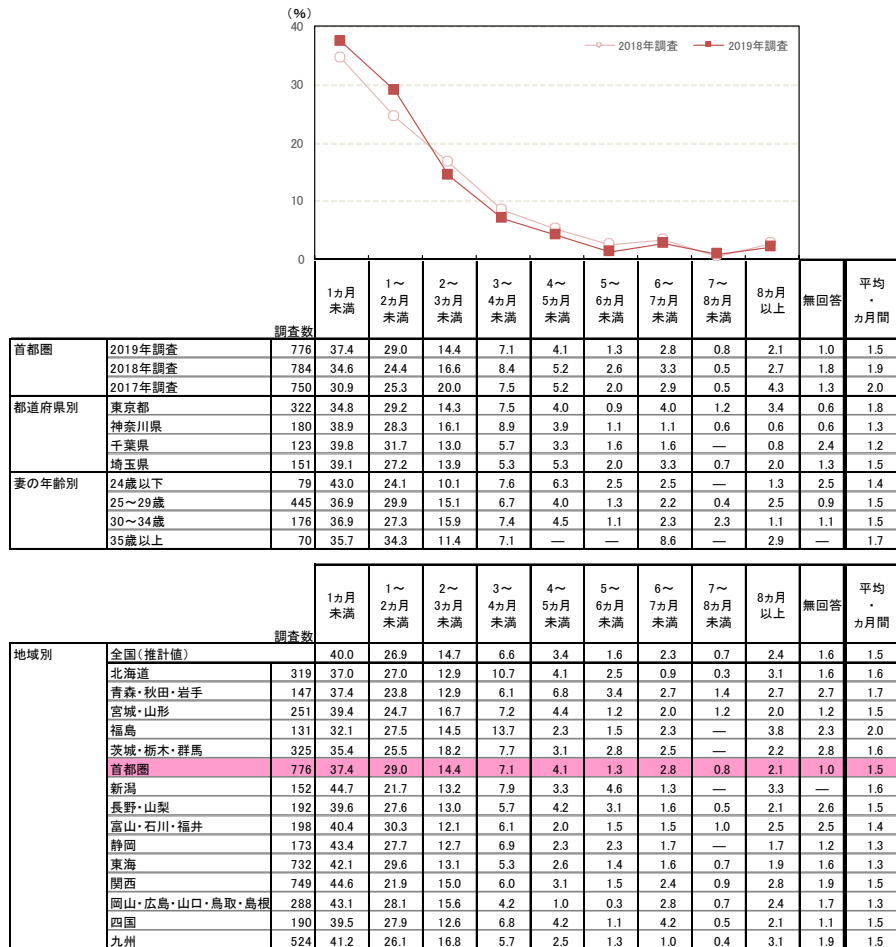 (%)
40
30
20
10
0
2018年調査 2019年調査
調査数 1ヵ月未満 1～2ヵ月未満 2～3ヵ月未満 3～4ヵ月未満 4～5ヵ月未満 5～6ヵ月未満 6～7ヵ月未満 7～8ヵ月未満 8ヵ月以上 無回答 平均・ヵ月間
首都圏 2019年調査 776 37.4 29.0 14.4 7.1 4.1 1.3 2.8 0.8 2.1 1.0 1.5
2018年調査 784 34.6 24.4 16.6 8.4 5.2 2.6 3.3 0.5 2.7 1.8 1.9
2017年調査 750 30.9 25.3 20.0 7.5 5.2 2.0 2.9 0.5 4.3 1.3 2.0
都道府県別 東京都 322 34.8 29.2 14.3 7.5 4.0 0.9 4.0 1.2 3.4 0.6 1.8
神奈川県 180 38.9 28.3 16.1 8.9 3.9 1.1 1.1 0.6 0.6 0.6 1.3
千葉県 123 39.8 31.7 13.0 5.7 3.3 1.6 1.6 — 0.8 2.4 1.2
埼玉県 151 39.1 27.2 13.9 5.3 5.3 2.0 3.3 0.7 2.0 1.3 1.5
妻の年齢別 24歳以下 79 43.0 24.1 10.1 7.6 6.3 2.5 2.5 — 1.3 2.5 1.4
25～29歳 445 36.9 29.9 15.1 6.7 4.0 1.3 2.2 0.4 2.5 0.9 1.5
30～34歳 176 36.9 27.3 15.9 7.4 4.5 1.1 2.3 2.3 1.1 1.1 1.5
35歳以上 70 35.7 34.3 11.4 7.1 — — 8.6 — 2.9 — 1.7
調査数 1ヵ月未満 1～2ヵ月未満 2～3ヵ月未満 3～4ヵ月未満 4～5ヵ月未満 5～6ヵ月未満 6～7ヵ月未満 7～8ヵ月未満 8ヵ月以上 無回答 平均・ヵ月間
地域別 全国(推計値) 40.0 26.9 14.7 6.6 3.4 1.6 2.3 0.7 2.4 1.6 1.5
北海道 319 37.0 27.0 12.9 10.7 4.1 2.5 0.9 0.3 3.1 1.6 1.6
青森・秋田・岩手 147 37.4 23.8 12.9 6.1 6.8 3.4 2.7 1.4 2.7 2.7 1.7
宮城・山形 251 39.4 24.7 16.7 7.2 4.4 1.2 2.0 1.2 2.0 1.2 1.5
福島 131 32.1 27.5 14.5 13.7 2.3 1.5 2.3 — 3.8 2.3 2.0
茨城・栃木・群馬 325 35.4 25.5 18.2 7.7 3.1 2.8 2.5 — 2.2 2.8 1.6
首都圏 776 37.4 29.0 14.4 7.1 4.1 1.3 2.8 0.8 2.1 1.0 1.5
新潟 152 44.7 21.7 13.2 7.9 3.3 4.6 1.3 — 3.3 — 1.6
長野・山梨 192 39.6 27.6 13.0 5.7 4.2 3.1 1.6 0.5 2.1 2.6 1.5
富山・石川・福井 198 40.4 30.3 12.1 6.1 2.0 1.5 1.5 1.0 2.5 2.5 1.4
静岡 173 43.4 27.7 12.7 6.9 2.3 2.3 1.7 — 1.7 1.2 1.3
東海 732 42.1 29.6 13.1 5.3 2.6 1.4 1.6 0.7 1.9 1.6 1.3
関西 749 44.6 21.9 15.0 6.0 3.1 1.5 2.4 0.9 2.8 1.9 1.5
岡山・広島・山口・鳥取・島根 288 43.1 28.1 15.6 4.2 1.0 0.3 2.8 0.7 2.4 1.7 1.3
四国 190 39.5 27.9 12.6 6.8 4.2 1.1 4.2 0.5 2.1 1.1 1.5
九州 524 41.2 26.1 16.8 5.7 2.5 1.3 1.0 0.4 3.1 1.9 1.5